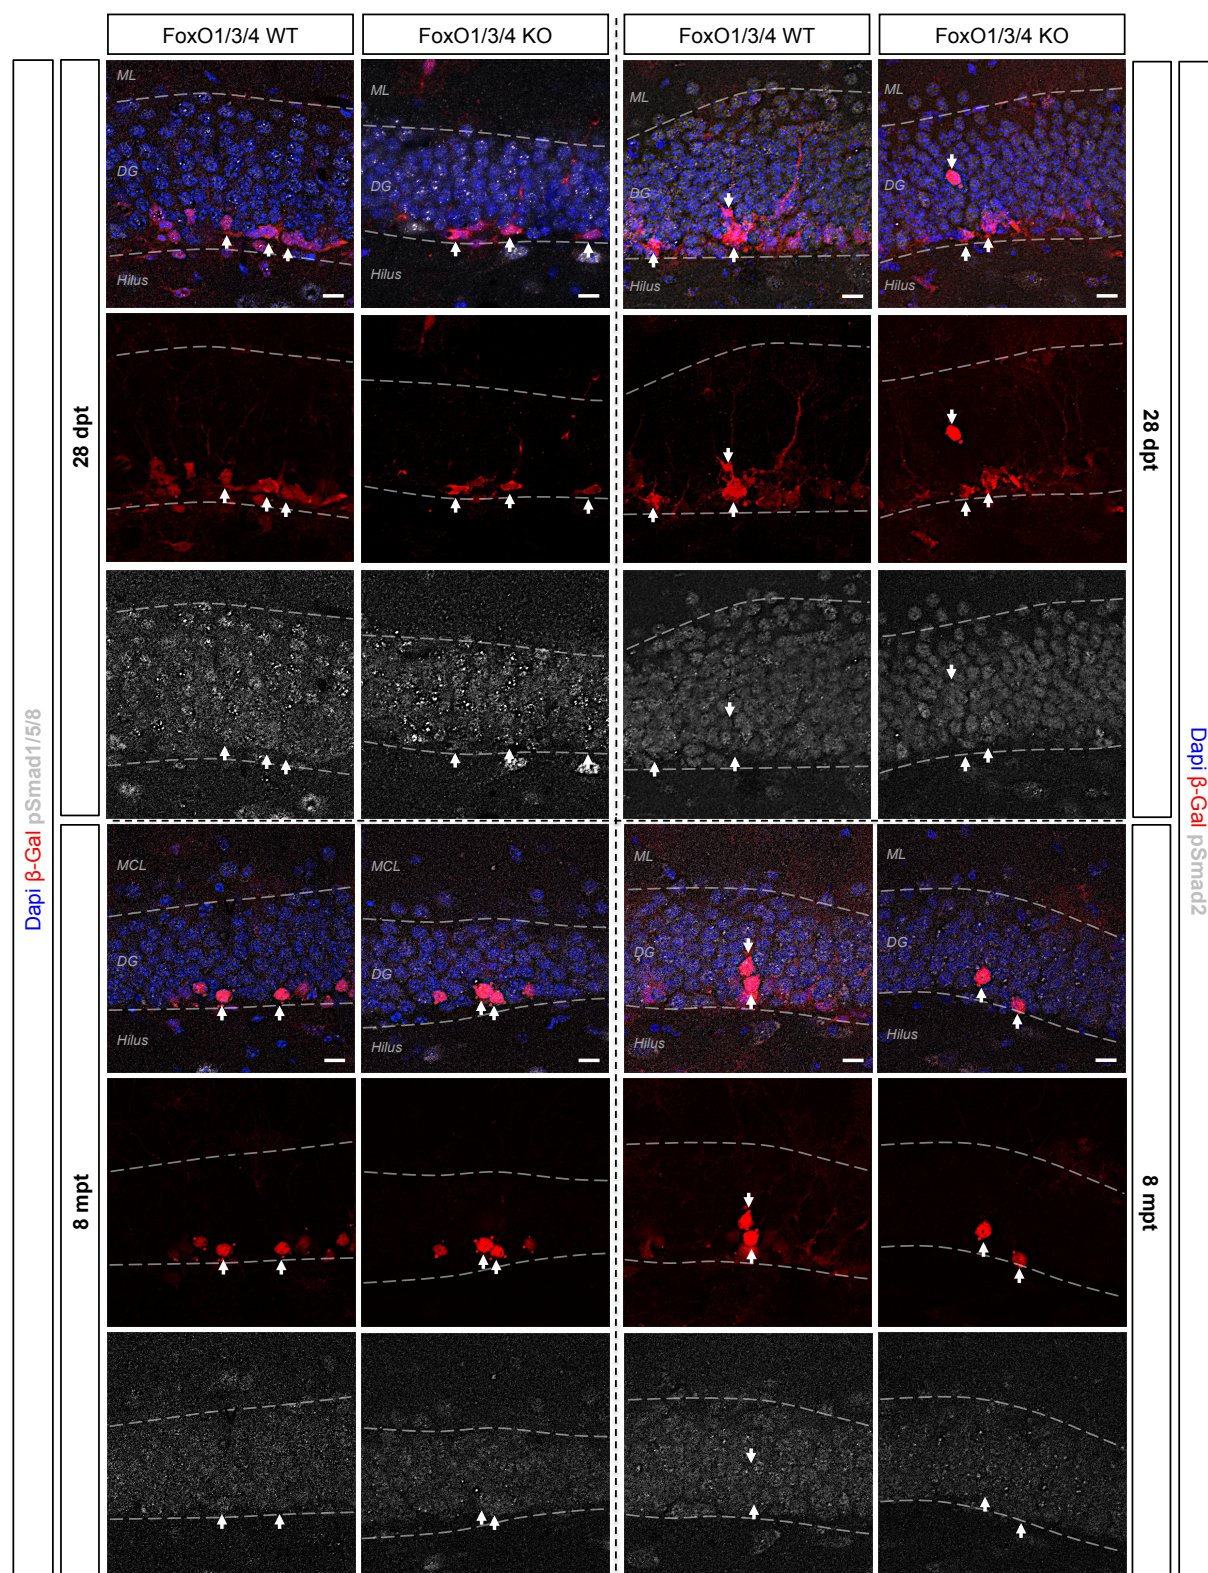 FoxO1/3/4 WT
FoxO1/3/4 KO
FoxO1/3/4 WT
FoxO1/3/4 KO
Dapi β-Gal pSmad1/5/8
28 dpt
ML
DG
Hilus
ML
DG
Hilus
ML
DG
Hilus
ML
DG
Hilus
28 dpt
Dapi β-Gal pSmad2
8 mpt
MCL
DG
Hilus
MCL
DG
Hilus
ML
DG
Hilus
ML
DG
Hilus
8 mpt